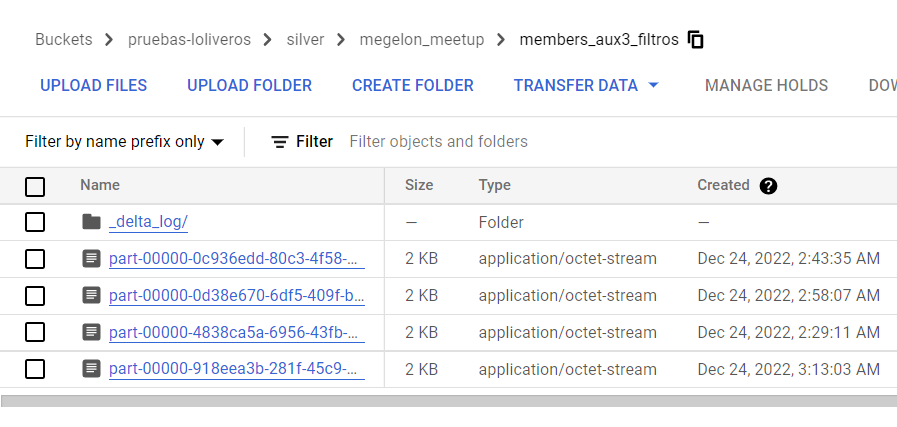 Buckets > pruebas-loliveros > silver > megelon_meetup > members_aux3_filtros
UPLOAD FILES UPLOAD FOLDER CREATE FOLDER TRANSFER DATA MANAGE HOLDS DOW
Filter by name prefix only Filter Filter objects and folders
Name Size Type Created ?
_delta_log/ — Folder —
part-00000-0c936edd-80c3-4f58-... 2 KB application/octet-stream Dec 24, 2022, 2:43:35 AM
part-00000-0d38e670-6df5-409f-b... 2 KB application/octet-stream Dec 24, 2022, 2:58:07 AM
part-00000-4838ca5a-6956-43fb-... 2 KB application/octet-stream Dec 24, 2022, 2:29:11 AM
part-00000-918eea3b-281f-45c9-... 2 KB application/octet-stream Dec 24, 2022, 3:13:03 AM